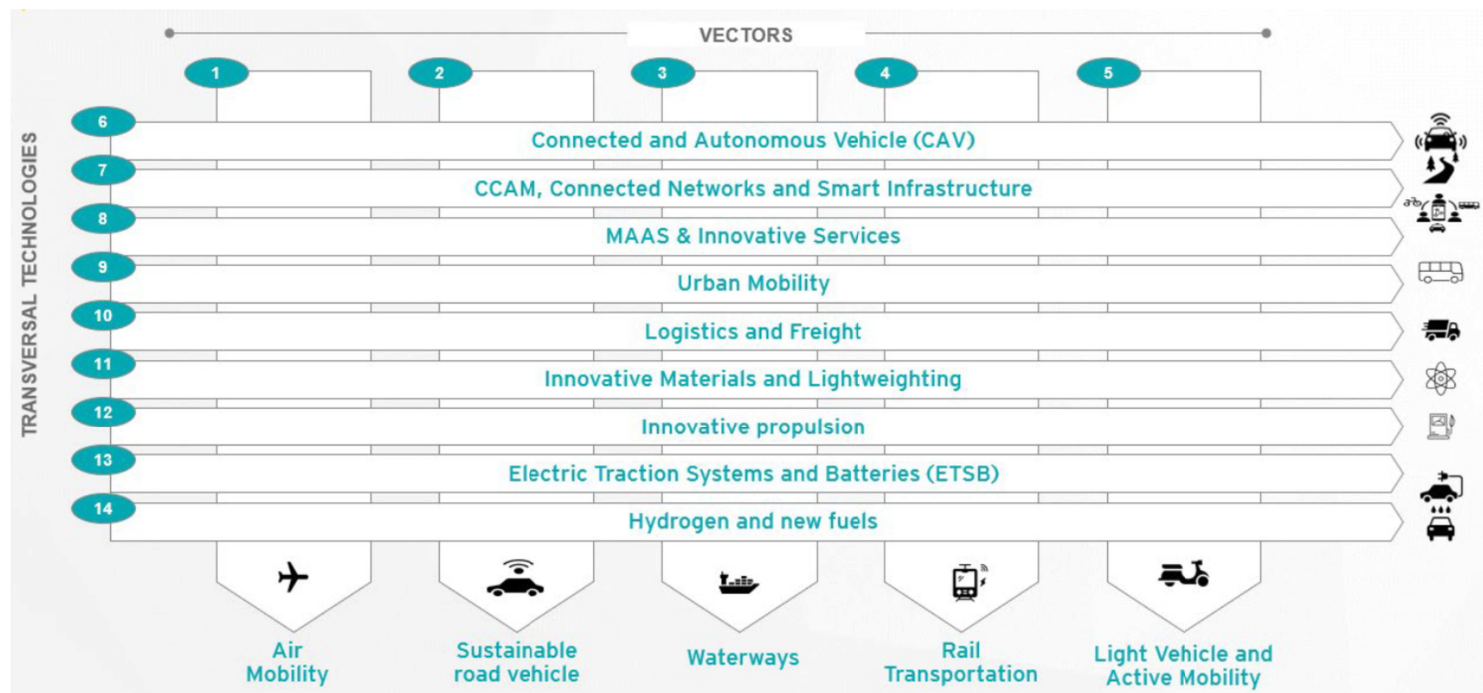 VECTORS
1
2
3
4
5
TRANSVERSAL TECHNOLOGIES
6
Connected and Autonomous Vehicle (CAV)
7
CCAM, Connected Networks and Smart Infrastructure
8
MAAS & Innovative Services
9
Urban Mobility
10
Logistics and Freight
11
Innovative Materials and Lightweighting
12
Innovative propulsion
13
Electric Traction Systems and Batteries (ETSB)
14
Hydrogen and new fuels
Air
Mobility
Sustainable
road vehicle
Waterways
Rail
Transportation
Light Vehicle and
Active Mobility